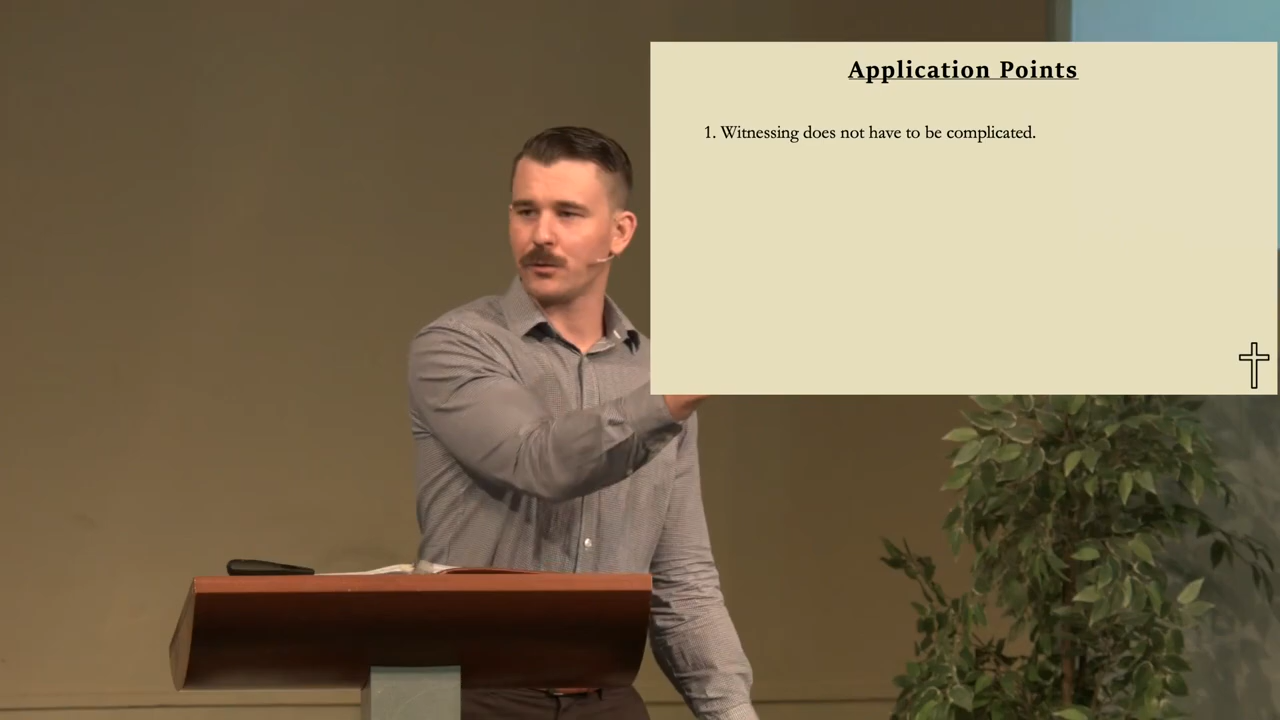 Application Points
1. Witnessing does not have to be complicated.